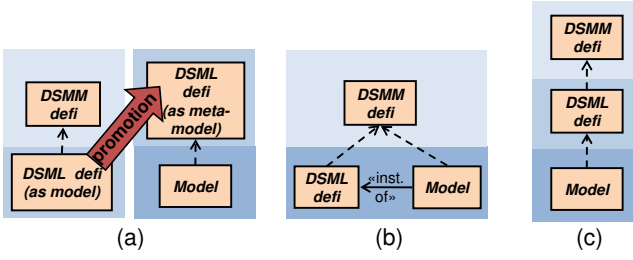 DSMM
defi
DSML defi
(as model)
promotion
DSML
defi
(as meta-
model)
Model
(a)
DSMM
defi
DSML
defi
«inst.
of»
Model
(b)
DSMM
defi
DSML
defi
Model
(c)